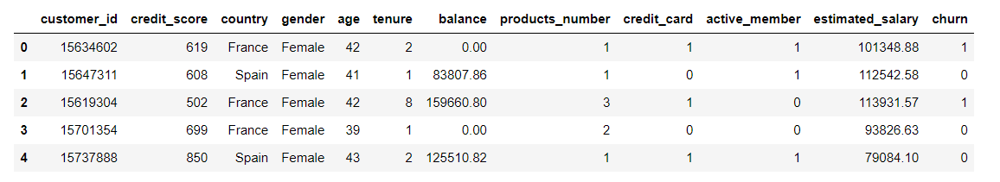 customer_id credit_score country gender age tenure balance products_number credit_card active_member estimated_salary churn
0 15634602 619 France Female 42 2 0.00 1 1 1 101348.88 1
1 15647311 608 Spain Female 41 1 83807.86 1 0 1 112542.58 0
2 15619304 502 France Female 42 8 159660.80 3 1 0 113931.57 1
3 15701354 699 France Female 39 1 0.00 2 0 0 93826.63 0
4 15737888 850 Spain Female 43 2 125510.82 1 1 1 79084.10 0